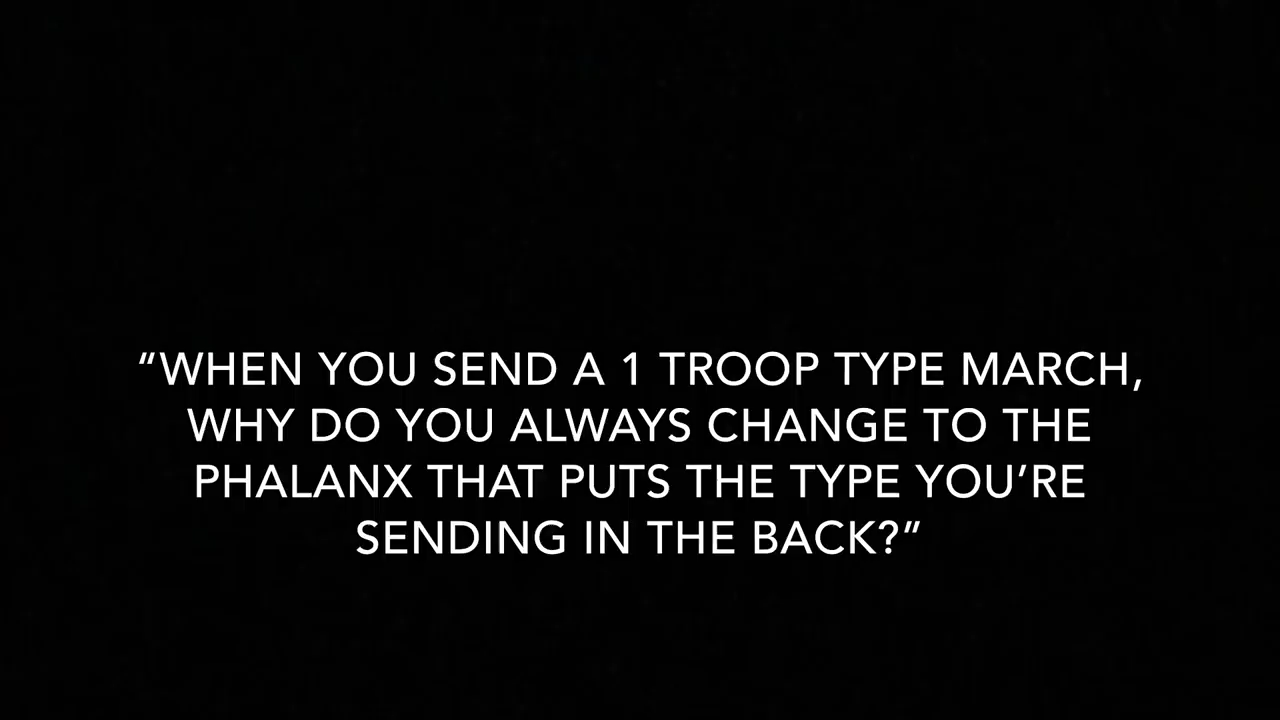 “WHEN YOU SEND A 1 TROOP TYPE MARCH,
WHY DO YOU ALWAYS CHANGE TO THE
PHALANX THAT PUTS THE TYPE YOU’RE
SENDING IN THE BACK?”